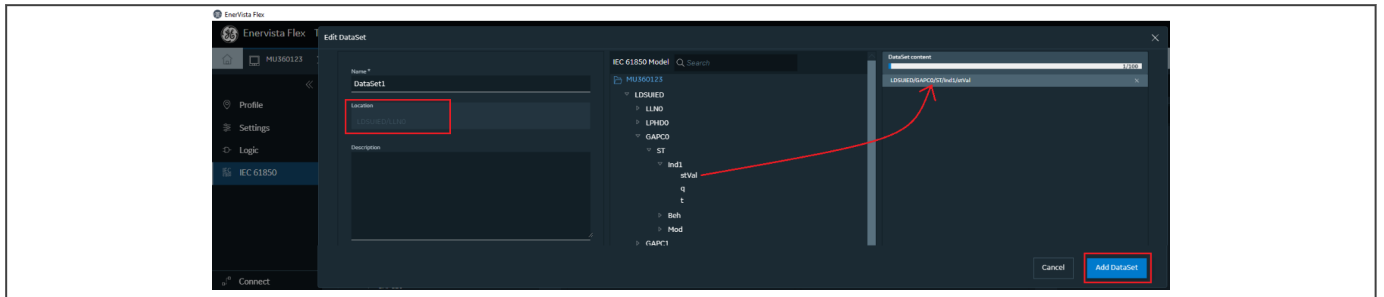 EnerVista Flex
Enervista Flex T
MU360123
Profile
Settings
Logic
IEC 61850
Connect
Edit DataSet
Name *
DataSet1
Location
LDSUIED/LLN0
Description
IEC 61850 Model
Search
MU360123
LDSUIED
LLN0
LPHD0
GAPC0
ST
Ind1
stVal
q
t
Beh
Mod
GAPC1
DataSet content
1/100
LDSUIED/GAPC0/ST/Ind1/stVal
Cancel
Add DataSet